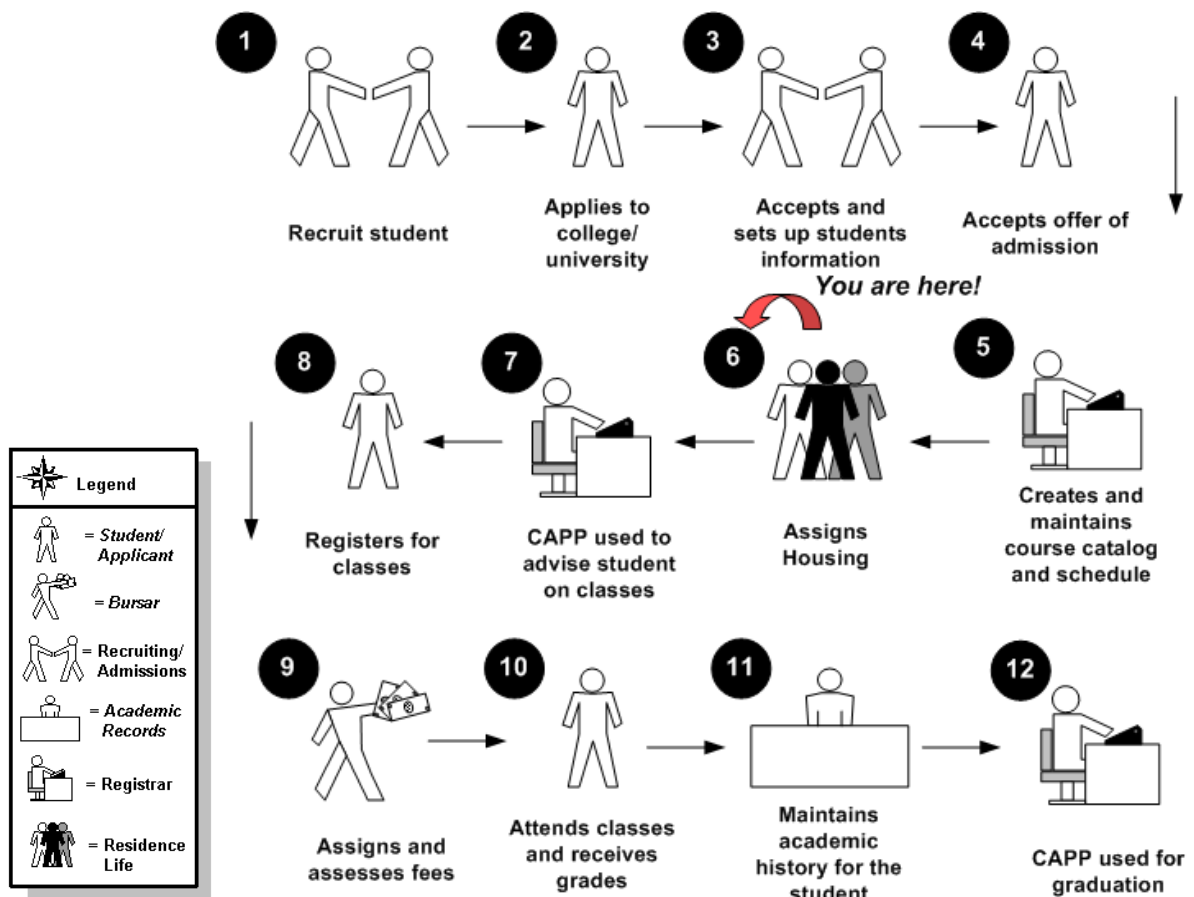 1
2
3
4
Recruit student
Applies to
college/
university
Accepts and
sets up students
information
Accepts offer of
admission
You are here!
8
7
6
5
Registers for
classes
CAPP used to
advise student
on classes
Assigns
Housing
Creates and
maintains
course catalog
and schedule
Legend
= Student/
Applicant
= Bursar
= Recruiting/
Admissions
= Academic
Records
= Registrar
= Residence
Life
9
10
11
12
Assigns and
assesses fees
Attends classes
and receives
grades
Maintains
academic
history for the
student
CAPP used for
graduation